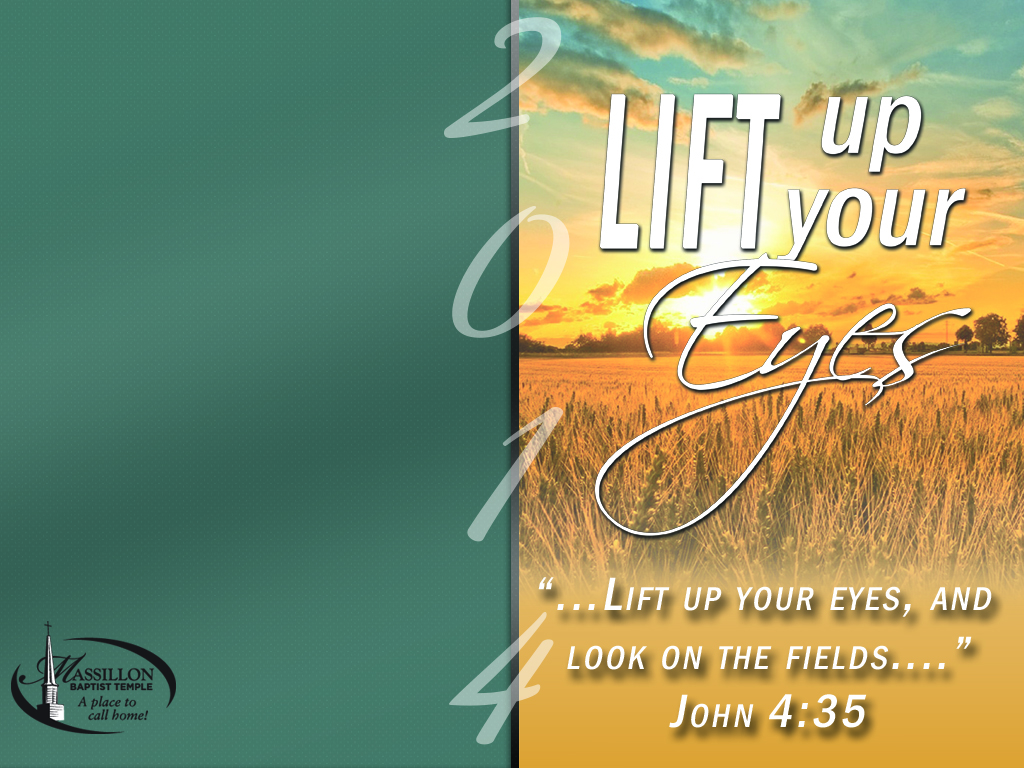 2
0
1
4
LIFT up
your
Eyes
“...Lift up your eyes, and
look on the fields....”
John 4:35
Massillon
BAPTIST TEMPLE
A place to
call home!